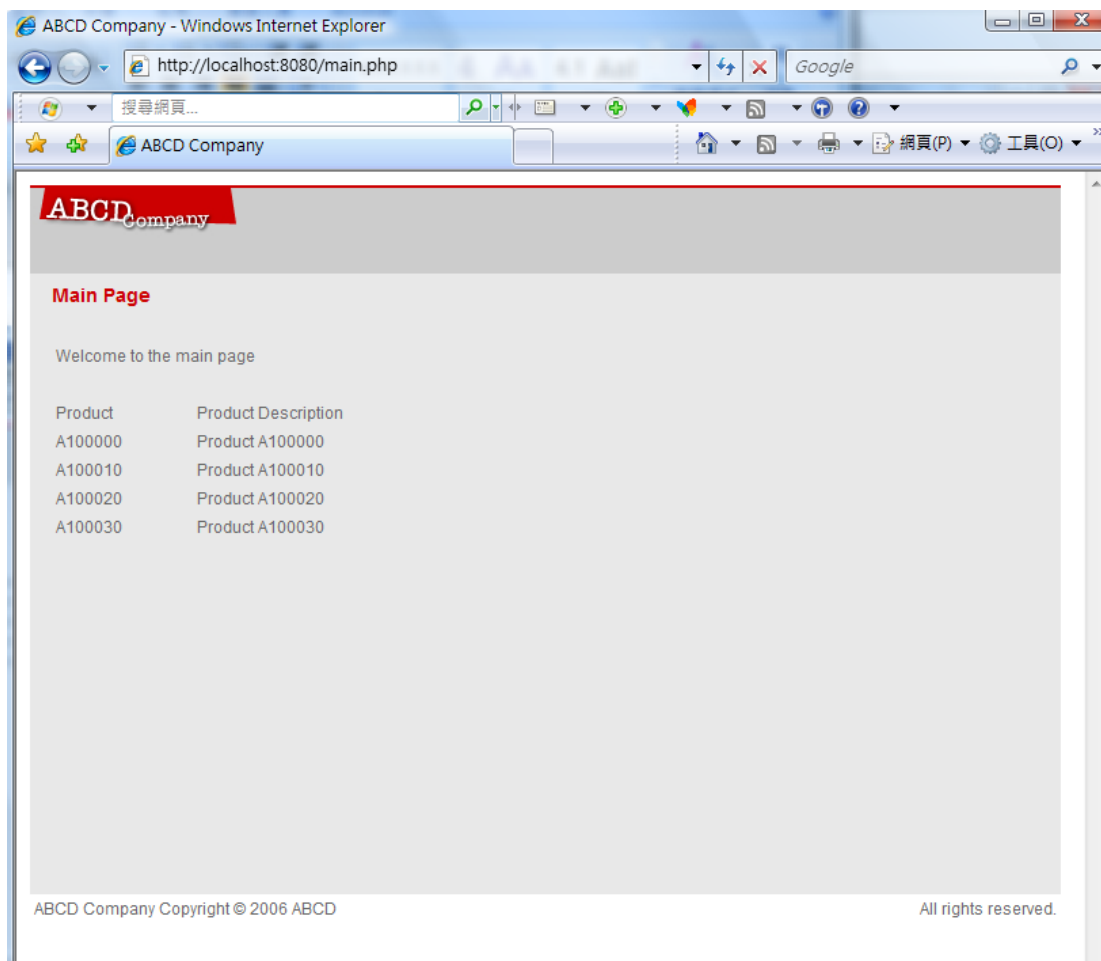 ABCD Company - Windows Internet Explorer
http://localhost:8080/main.php
Google
搜尋網頁...
ABCD Company
網頁(P)
工具(O)
ABCD Company
Main Page
Welcome to the main page
Product Product Description
A100000 Product A100000
A100010 Product A100010
A100020 Product A100020
A100030 Product A100030
ABCD Company Copyright © 2006 ABCD All rights reserved.